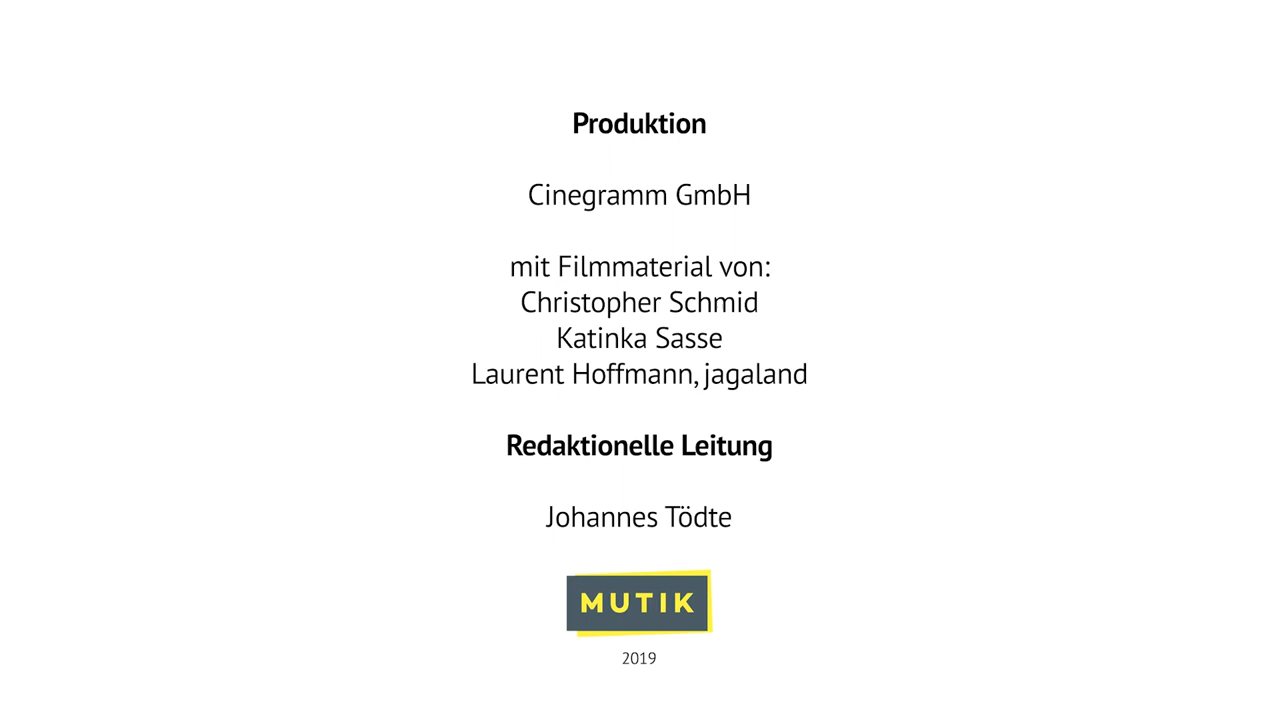 Produktion
Cinegramm GmbH
mit Filmmaterial von:
Christopher Schmid
Katinka Sasse
Laurent Hoffmann, jagaland
Redaktionelle Leitung
Johannes Tödte
MUTIK
2019